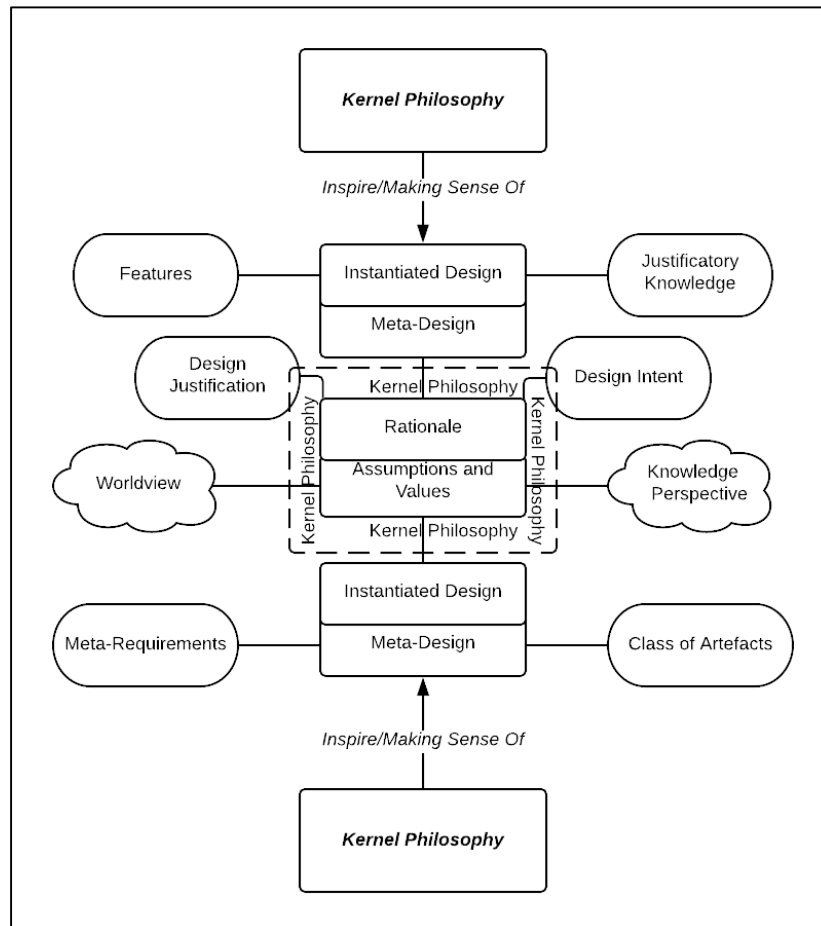 Kernel Philosophy
Inspire/Making Sense Of
Features
Instantiated Design
Justificatory
Knowledge
Meta-Design
Design
Justification
Kernel Philosophy
Design Intent
Kernel Philosophy
Rationale
Kernel Philosophy
Worldview
Assumptions and
Values
Knowledge
Perspective
Kernel Philosophy
Instantiated Design
Meta-Requirements
Meta-Design
Class of Artefacts
Inspire/Making Sense Of
Kernel Philosophy